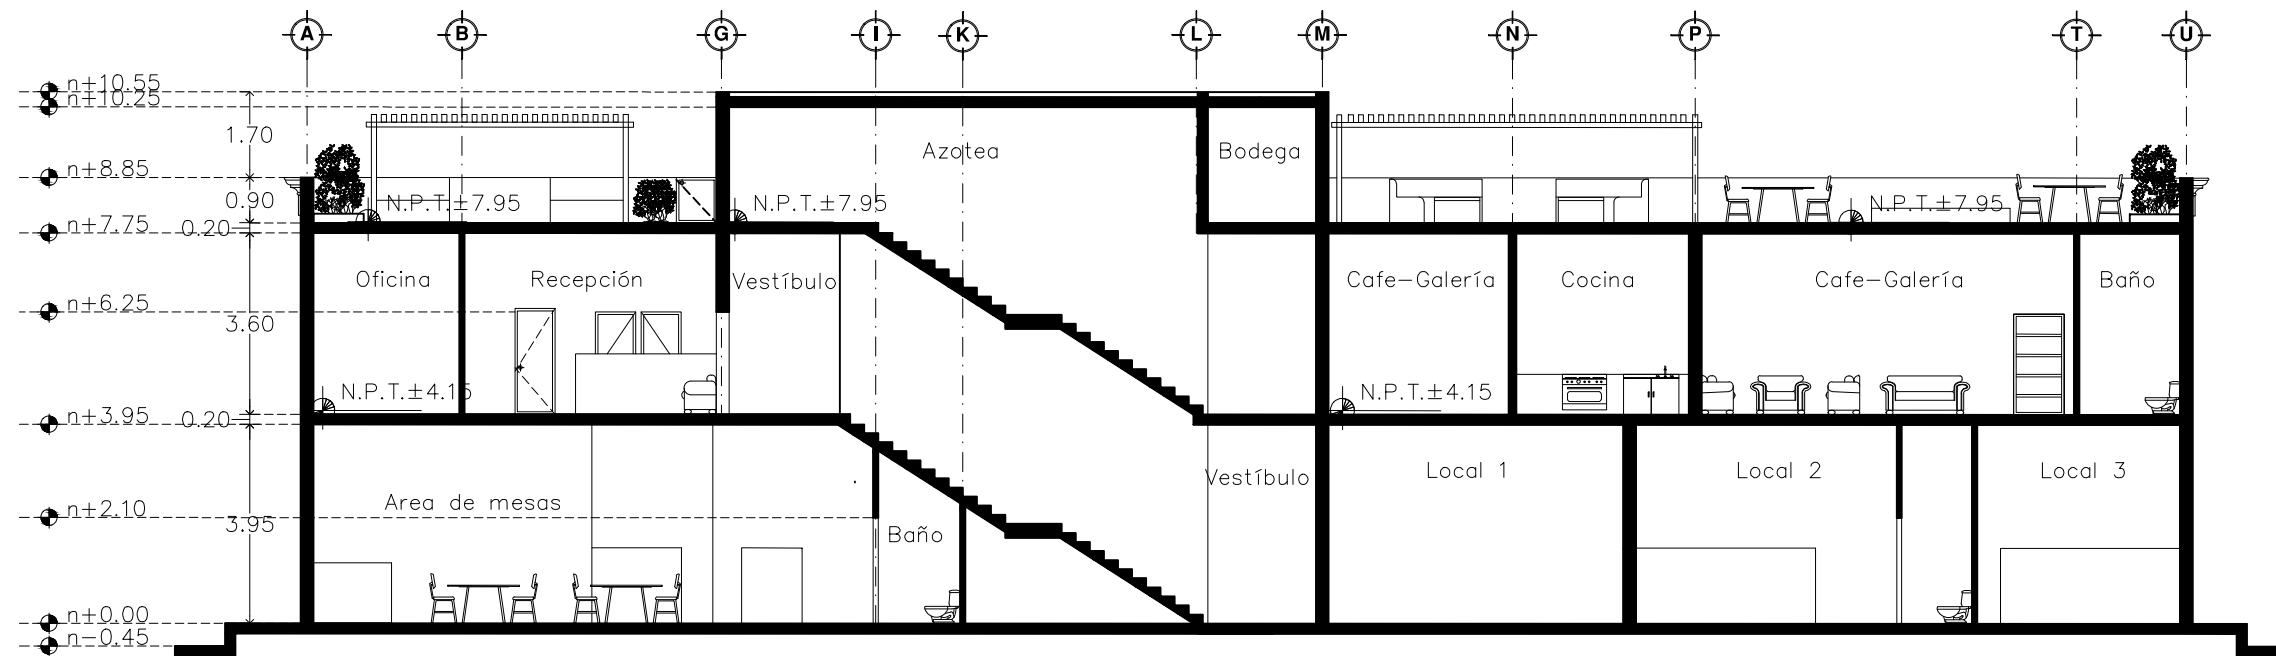 A B G I K L M N P T U
n+10.55
n+10.25
1.70
Azotea Bodega
n+8.85
0.90
N.P.T.±7.95 N.P.T.±7.95 N.P.T.±7.95
n+7.75 0.20
Oficina Recepción Vestíbulo Cafe-Galería Cocina Cafe-Galería Baño
n+6.25
3.60
N.P.T.±4.15 N.P.T.±4.15
n+3.95 0.20
Vestíbulo Local 1 Local 2 Local 3
Area de mesas
n+2.10
3.95
Baño
n+0.00
n-0.45